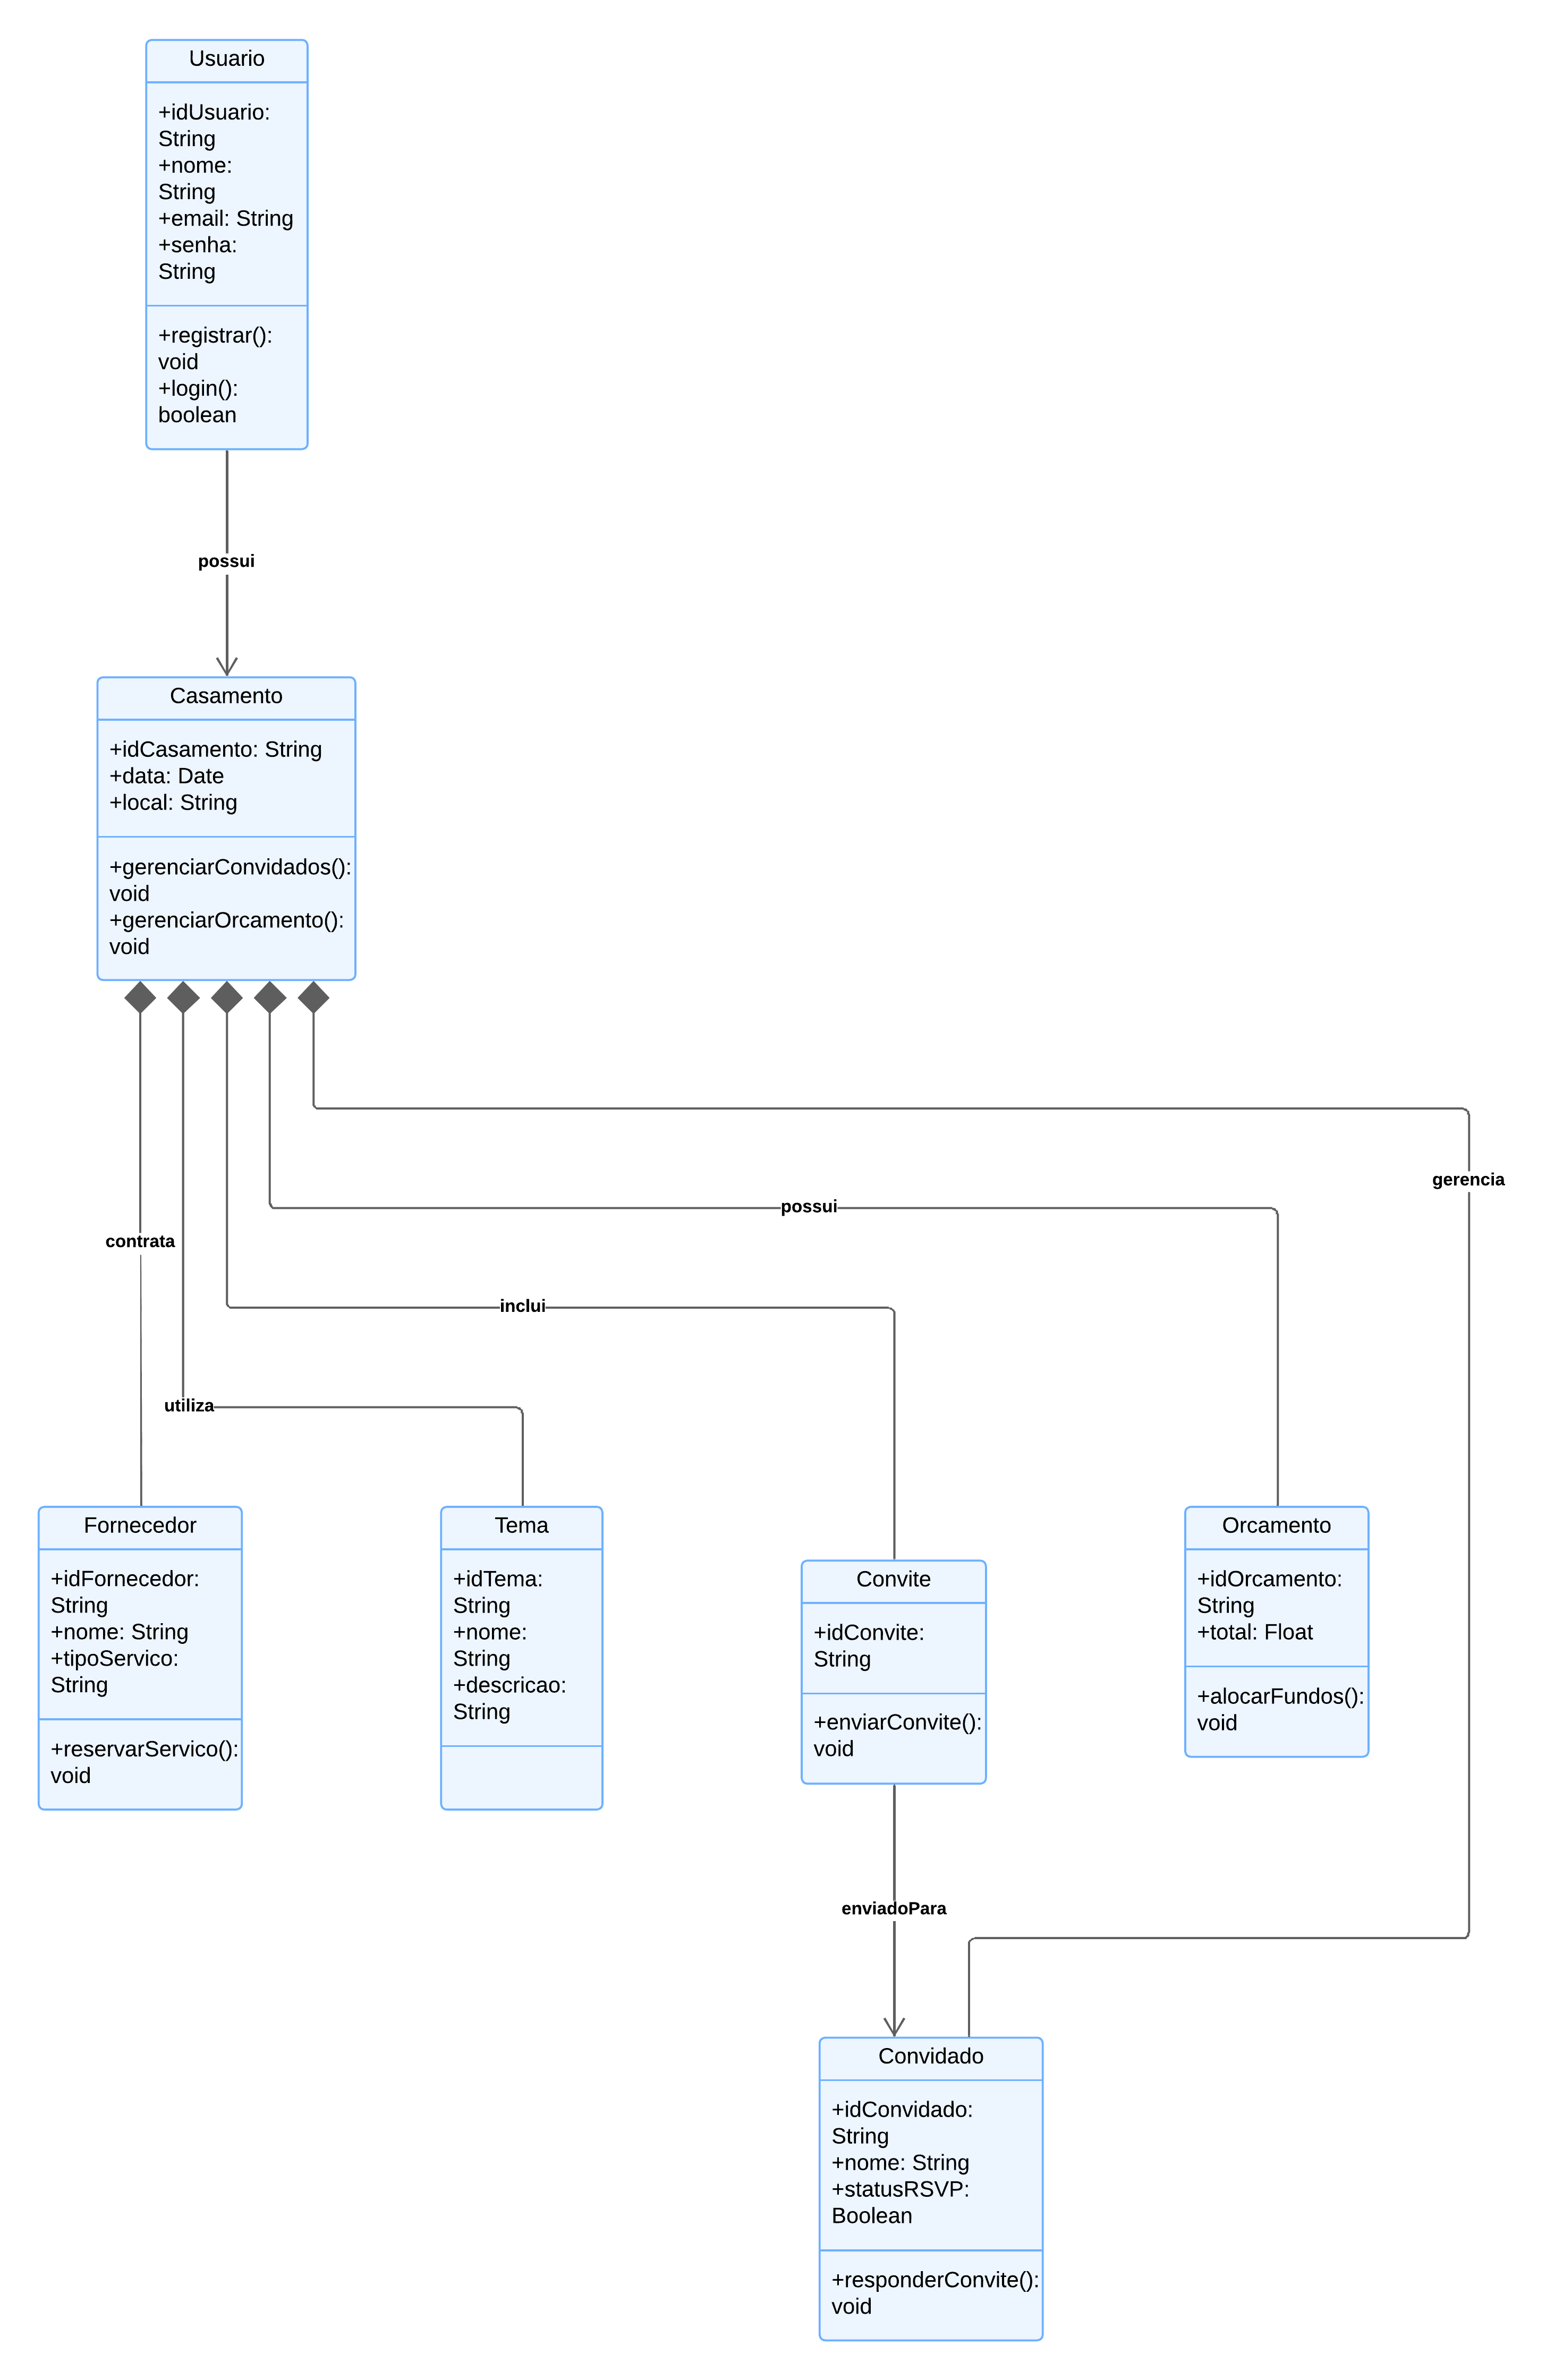 Usuario
+idUsuario:
String
+nome:
String
+email: String
+senha:
String
+registrar():
void
+login():
boolean
possui
Casamento
+idCasamento: String
+data: Date
+local: String
+gerenciarConvidados():
void
+gerenciarOrcamento():
void
gerencia
possui
contrata
inclui
utiliza
Fornecedor
+idFornecedor:
String
+nome: String
+tipoServico:
String
+reservarServico():
void
Tema
+idTema:
String
+nome:
String
+descricao:
String
Convite
+idConvite:
String
+enviarConvite():
void
Orcamento
+idOrcamento:
String
+total: Float
+alocarFundos():
void
enviadoPara
Convidado
+idConvidado:
String
+nome: String
+statusRSVP:
Boolean
+responderConvite():
void